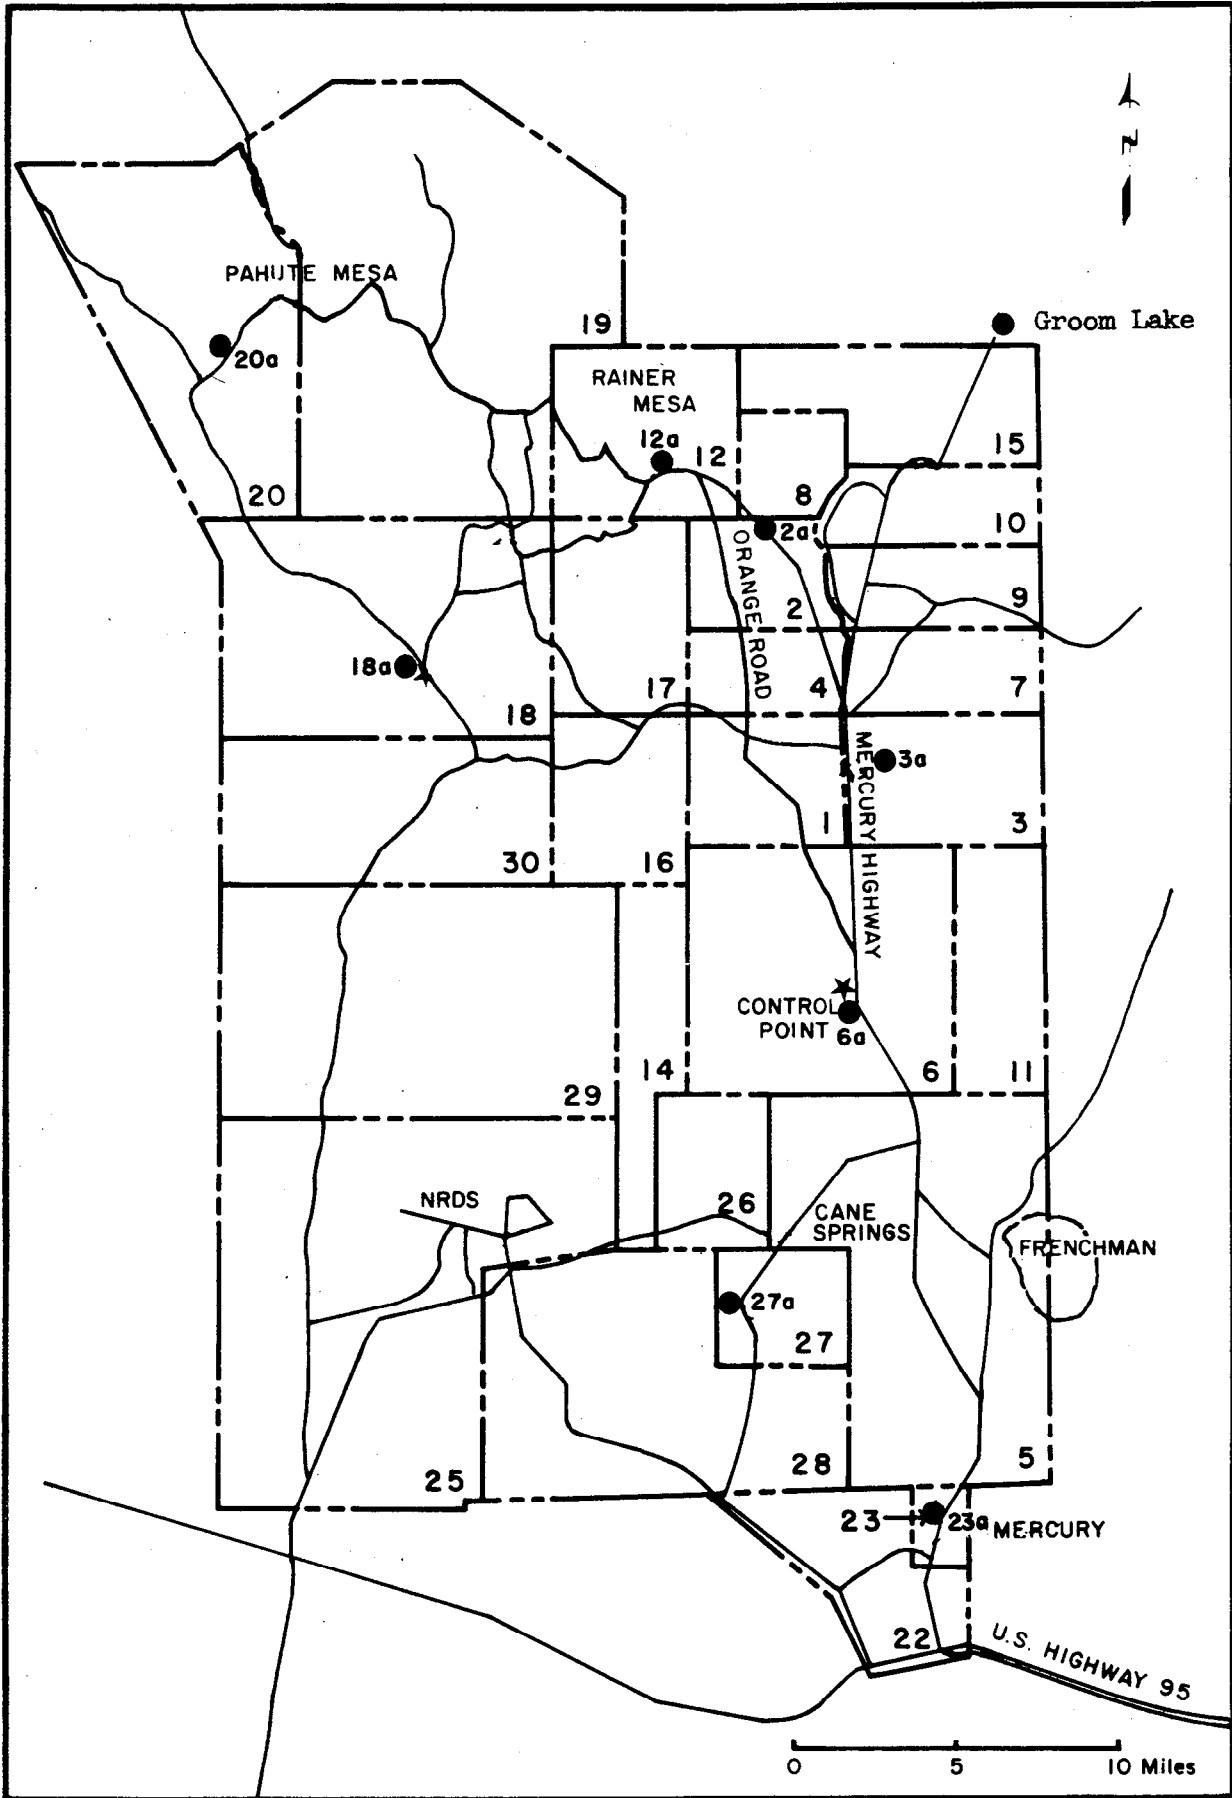 N
PAHUTE MESA
19
Groom Lake
20a
RAINER
MESA
12a
12
15
20
8
2a
10
ORANGE ROAD
2
9
18a
17
4
7
18
MERCURY HIGHWAY
3a
1
3
30
16
CONTROL
POINT
6a
14
6
11
29
NRDS
26
CANE
SPRINGS
FRENCHMAN
27a
27
25
28
5
23
23a
MERCURY
22
U.S. HIGHWAY 95
0
5
10 Miles